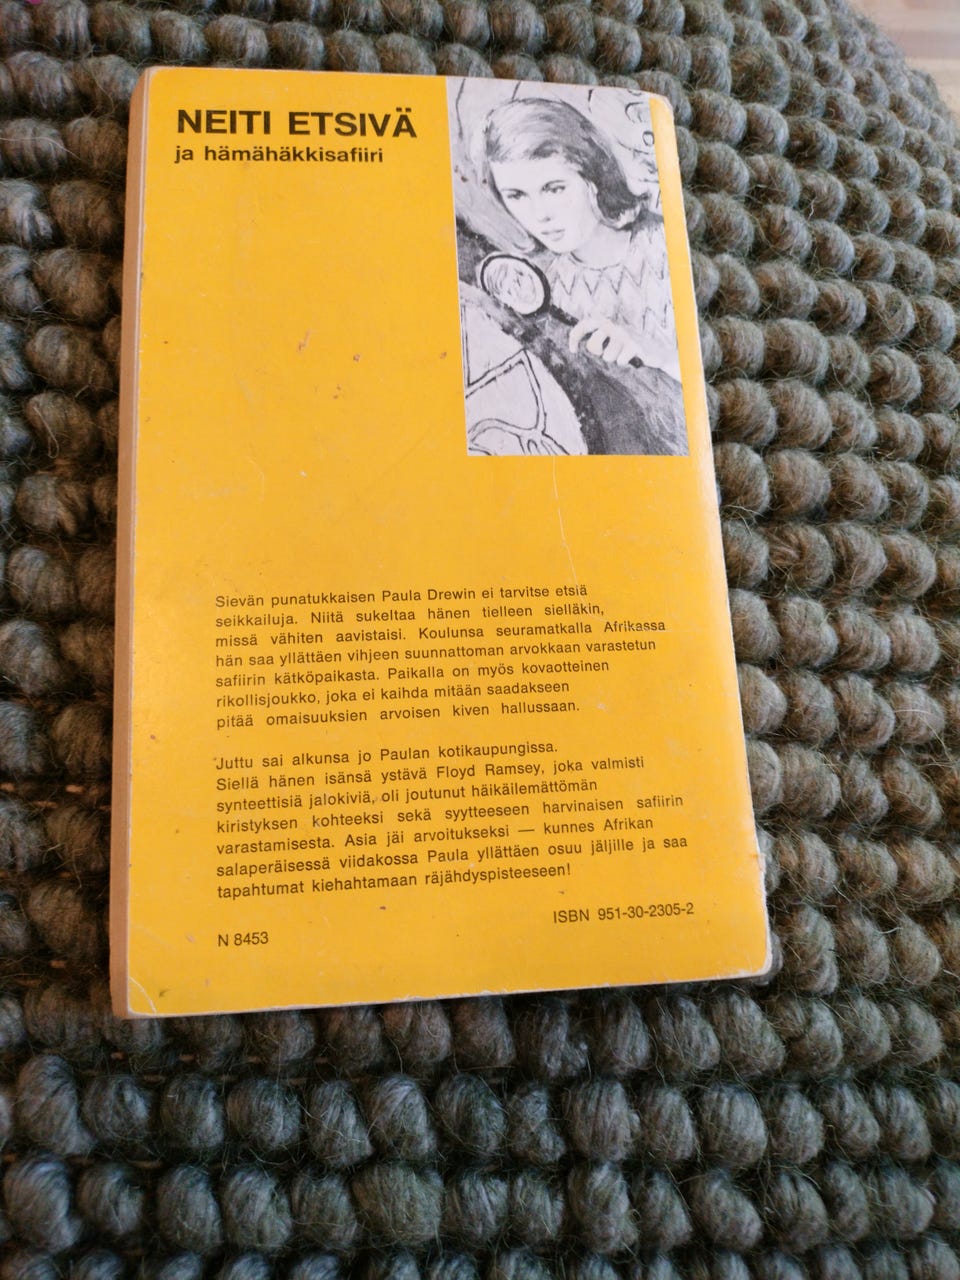 NEITI ETSIVÄ
ja hämähäkkisafiiri
Sievän punatukkaisen Paula Drewin ei tarvitse etsiä
seikkailuja. Niitä sukeltaa hänen tielleen sielläkin,
missä vähiten aavistaisi. Koulunsa seuramatkalla Afrikassa
hän saa yllättäen vihjeen suunnattoman arvokkaan varastetun
safiirin kätköpaikasta. Paikalla on myös kovaotteinen
rikollisjoukko, joka ei kaihda mitään saadakseen
pitää omaisuuksien arvoisen kiven hallussaan.
Juttu sai alkunsa jo Paulan kotikaupungissa.
Siellä hänen isänsä ystävä Floyd Ramsey, joka valmisti
synteettisiä jalokiviä, oli joutunut häikäilemättömän
kiristyksen kohteeksi sekä syytteeseen harvinaisen safiirin
varastamisesta. Asia jäi arvoitukseksi — kunnes Afrikan
salaperäisessä viidakossa Paula yllättäen osuu jäljille ja saa
tapahtumat kiehahtamaan räjähdyspisteeseen!
ISBN 951-30-2305-2
N 8453